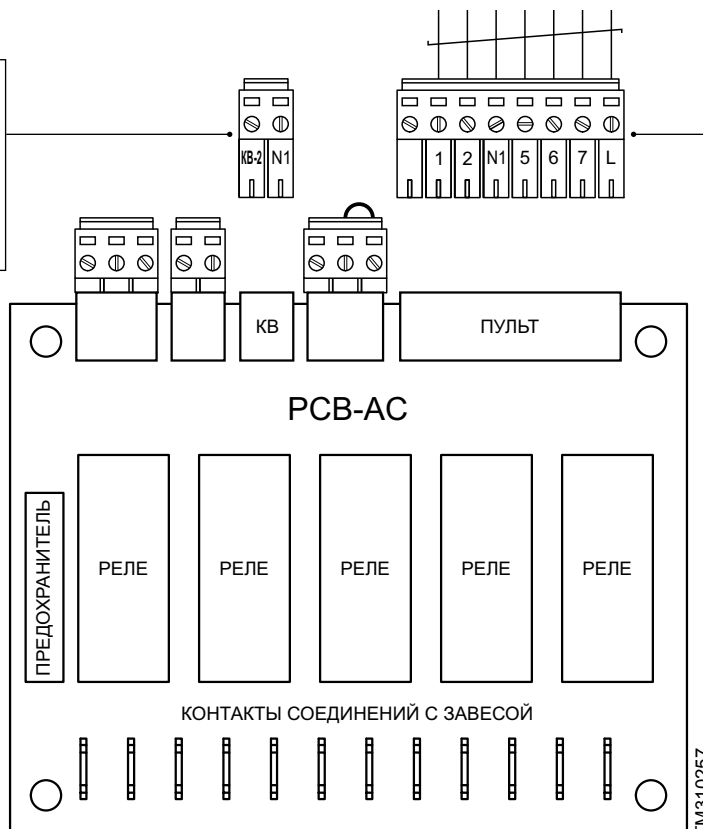 КВ-2 N1
1 2 N1 5 6 7 L
КВ
ПУЛЬТ
PCB-AC
ПРЕДОХРАНИТЕЛЬ
РЕЛЕ РЕЛЕ РЕЛЕ РЕЛЕ РЕЛЕ
КОНТАКТЫ СОЕДИНЕНИЙ С ЗАВЕСОЙ
TM310257